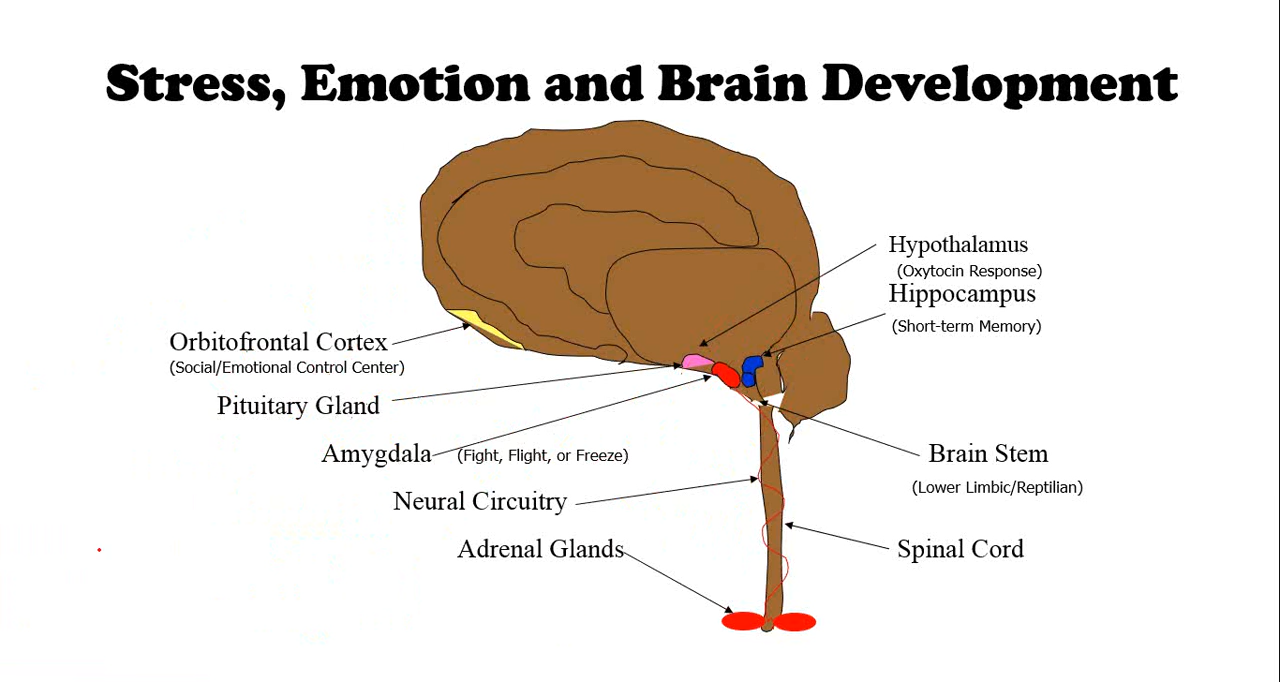 Stress, Emotion and Brain Development
Hypothalamus
(Oxytocin Response)
Hippocampus
(Short-term Memory)
Orbitofrontal Cortex
(Social/Emotional Control Center)
Pituitary Gland
Amygdala (Fight, Flight, or Freeze)
Brain Stem
(Lower Limbic/Reptilian)
Neural Circuitry
Adrenal Glands
Spinal Cord